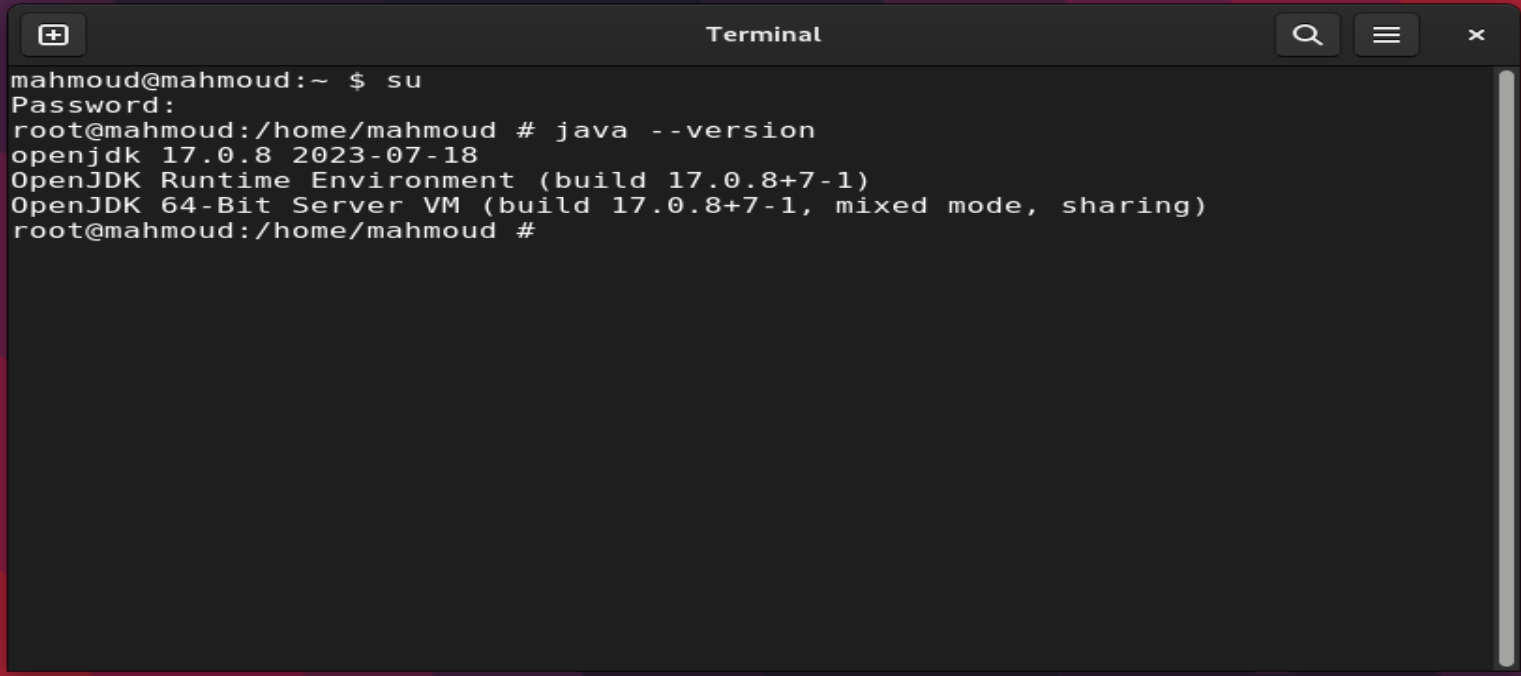 Terminal
mahmoud@mahmoud:~ $ su
Password:
root@mahmoud:/home/mahmoud # java --version
openjdk 17.0.8 2023-07-18
OpenJDK Runtime Environment (build 17.0.8+7-1)
OpenJDK 64-Bit Server VM (build 17.0.8+7-1, mixed mode, sharing)
root@mahmoud:/home/mahmoud #